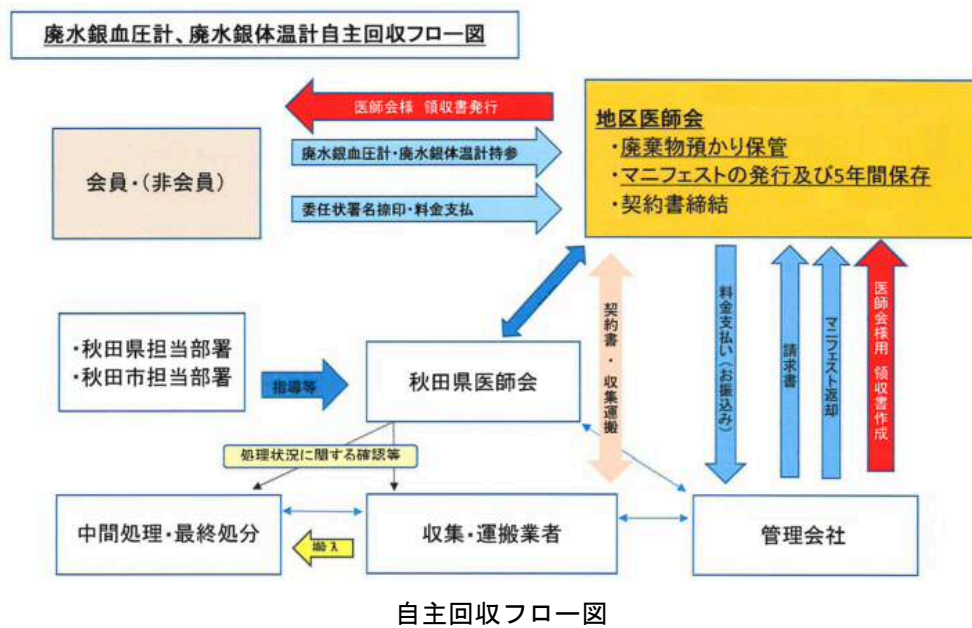 廃水銀血圧計、廃水銀体温計自主回収フロー図
医師会様 領収書発行
会員・(非会員)
廃水銀血圧計・廃水銀体温計持参
委任状署名捺印・料金支払
地区医師会
・廃棄物預かり保管
・マニフェストの発行及び5年間保存
・契約書締結
・秋田県担当部署
・秋田市担当部署
指導等
秋田県医師会
契約書・収集運搬
料金支払い(お振込み)
請求書
マニフェスト返却
医師会様用 領収書作成
処理状況に関する確認等
中間処理・最終処分
搬入
収集・運搬業者
管理会社
自主回収フロー図